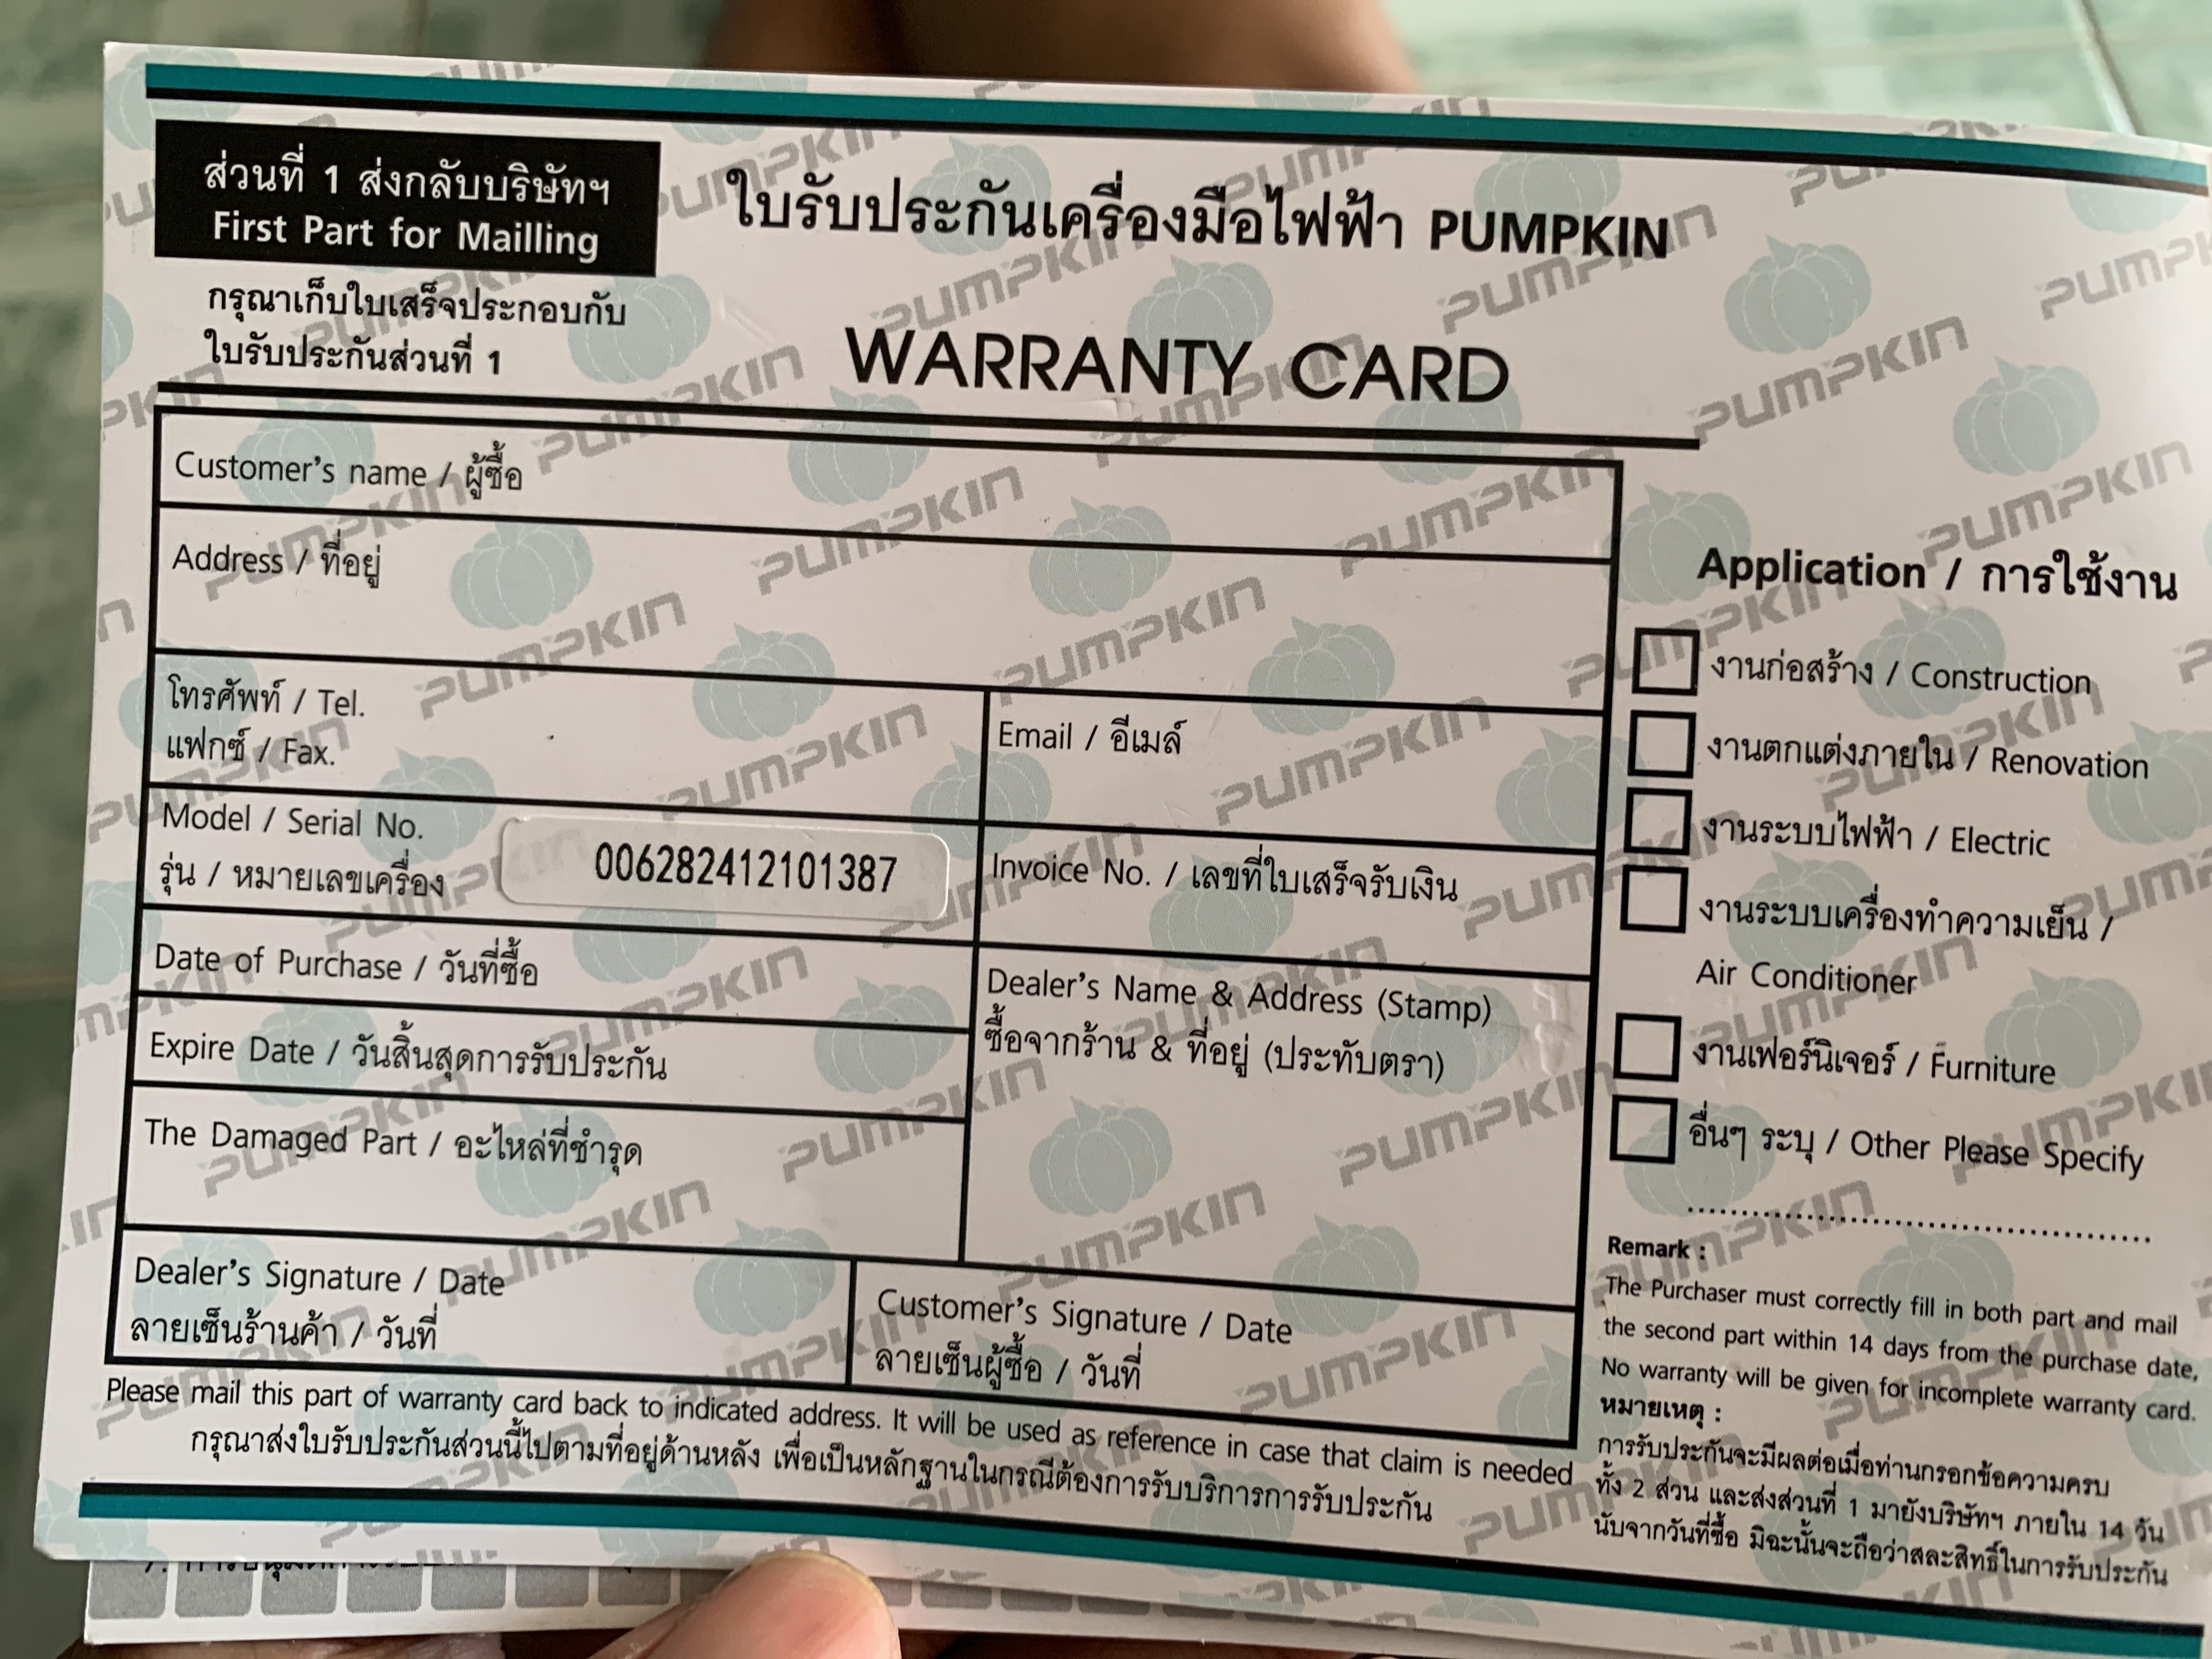 ส่วนที่ 1 ส่งกลับบริษัทฯ
First Part for Mailling
กรุณาเก็บใบเสร็จประกอบกับ
ใบรับประกันส่วนที่ 1
ใบรับประกันเครื่องมือไฟฟ้า PUMPKIN
WARRANTY CARD
Customer's name / ผู้ซื้อ
Address / ที่อยู่
โทรศัพท์ / Tel.
แฟกซ์ / Fax.
Email / อีเมล์
Model / Serial No.
รุ่น / หมายเลขเครื่อง
006282412101387
Invoice No. / เลขที่ใบเสร็จรับเงิน
Date of Purchase / วันที่ซื้อ
Expire Date / วันสิ้นสุดการรับประกัน
The Damaged Part / อะไหล่ที่ชำรุด
Dealer's Name & Address (Stamp)
ซื้อจากร้าน & ที่อยู่ (ประทับตรา)
Dealer's Signature / Date
ลายเซ็นร้านค้า / วันที่
Customer's Signature / Date
ลายเซ็นผู้ซื้อ / วันที่
Please mail this part of warranty card back to indicated address. It will be used as reference in case that claim is needed
กรุณาส่งใบรับประกันส่วนนี้ไปตามที่อยู่ด้านหลัง เพื่อเป็นหลักฐานในกรณีต้องการรับบริการการรับประกัน
Application / การใช้งาน
งานก่อสร้าง / Construction
งานตกแต่งภายใน / Renovation
งานระบบไฟฟ้า / Electric
งานระบบเครื่องทำความเย็น /
Air Conditioner
งานเฟอร์นิเจอร์ / Furniture
อื่นๆ ระบุ / Other Please Specify
Remark :
The Purchaser must correctly fill in both part and mail
the second part within 14 days from the purchase date,
No warranty will be given for incomplete warranty card.
หมายเหตุ :
การรับประกันจะมีผลต่อเมื่อท่านกรอกข้อความครบ
ทั้ง 2 ส่วน และส่งส่วนที่ 1 มายังบริษัทฯ ภายใน 14 วัน
นับจากวันที่ซื้อ มิฉะนั้นจะถือว่าสละสิทธิ์ในการรับประกัน